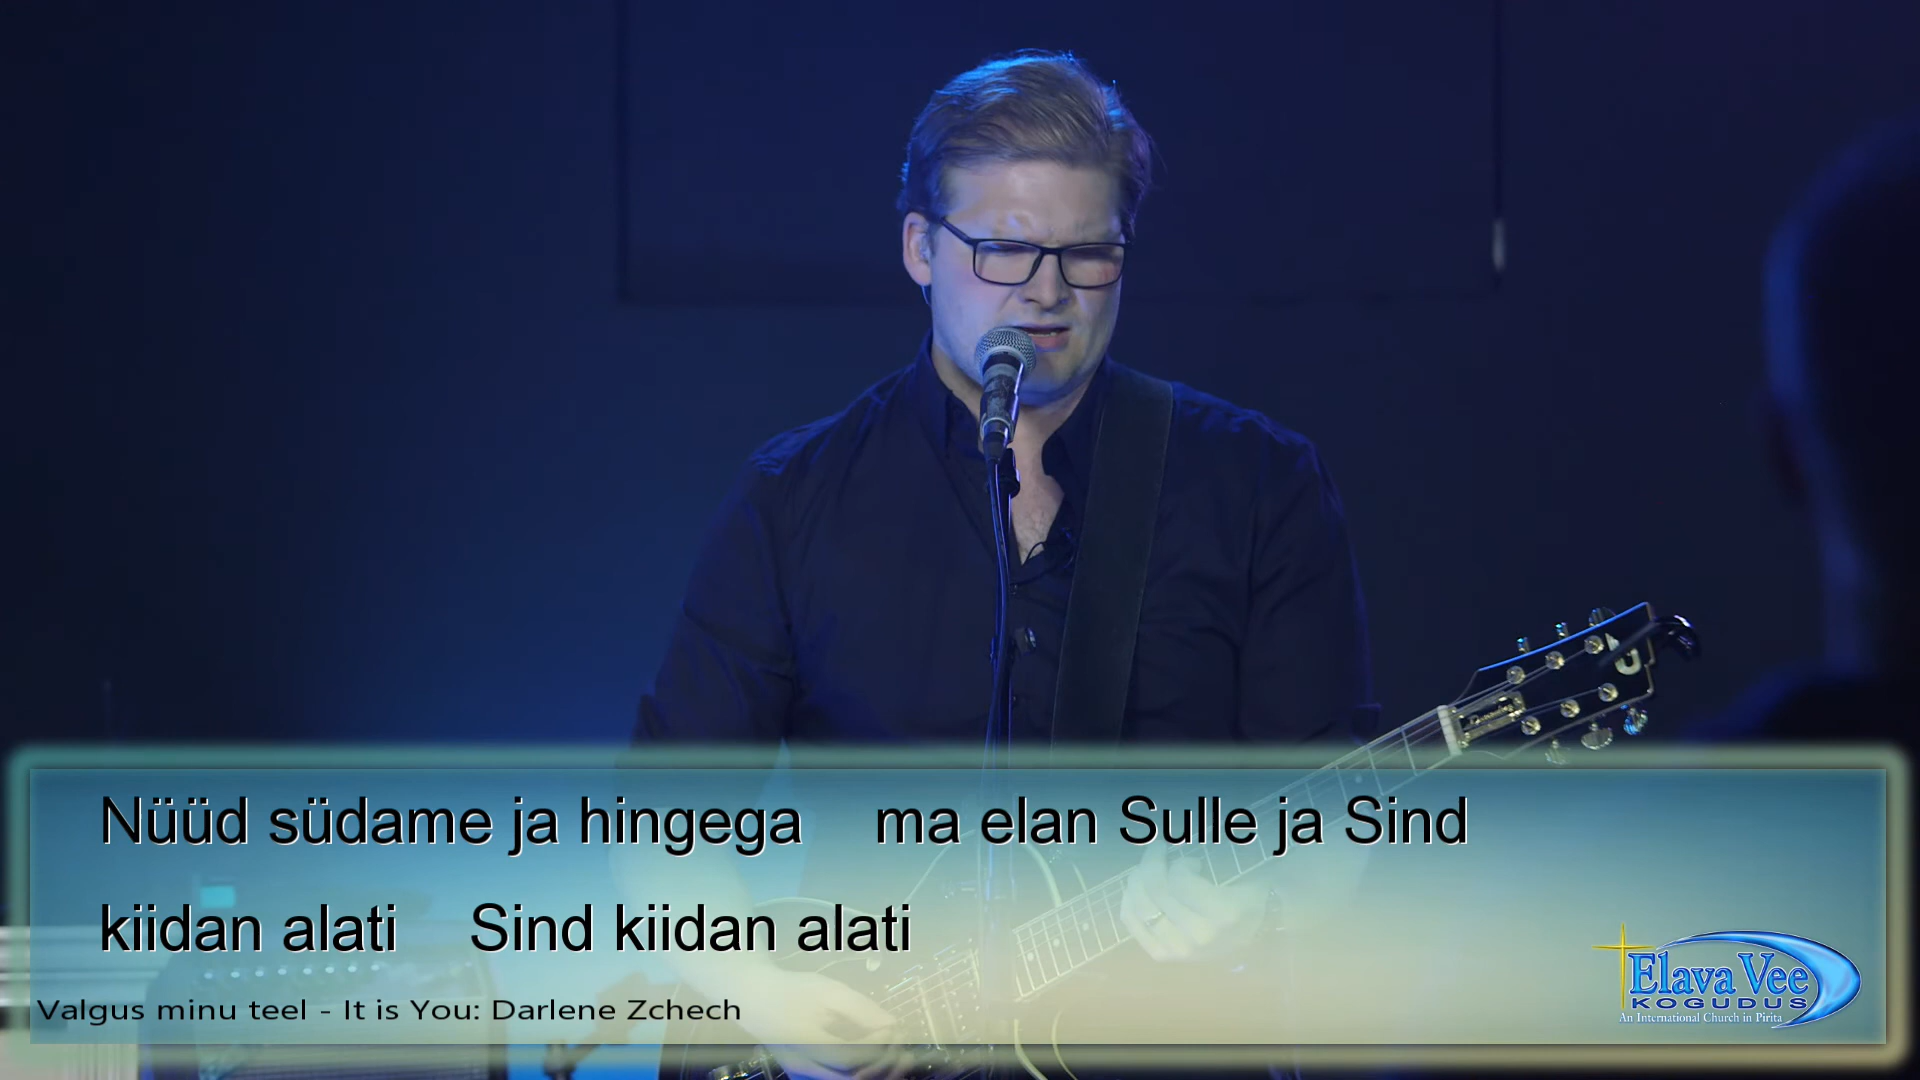 Nüüd südame ja hingega ma elan Sulle ja Sind
kiidan alati Sind kiidan alati
Valgus minu teel - It is You: Darlene Zchech
Elava Vee
KOGUDUS
An International Church in Pirita